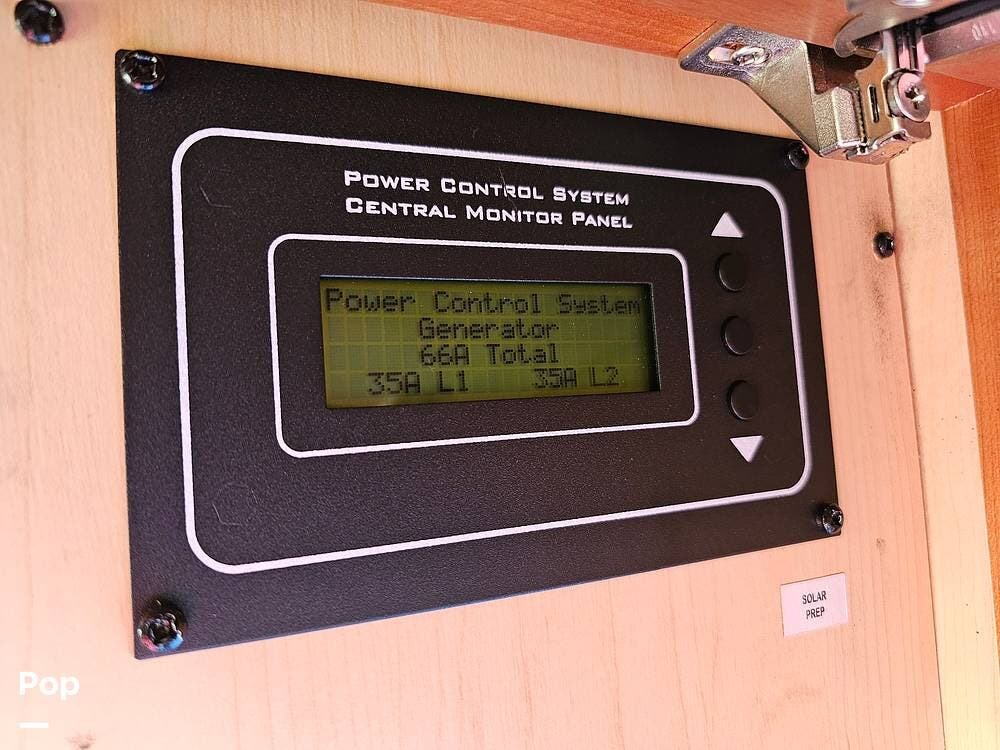 POWER CONTROL SYSTEM
CENTRAL MONITOR PANEL
Power Control System
Generator
66A Total
35A L1 35A L2
SOLAR
PREP
Pop